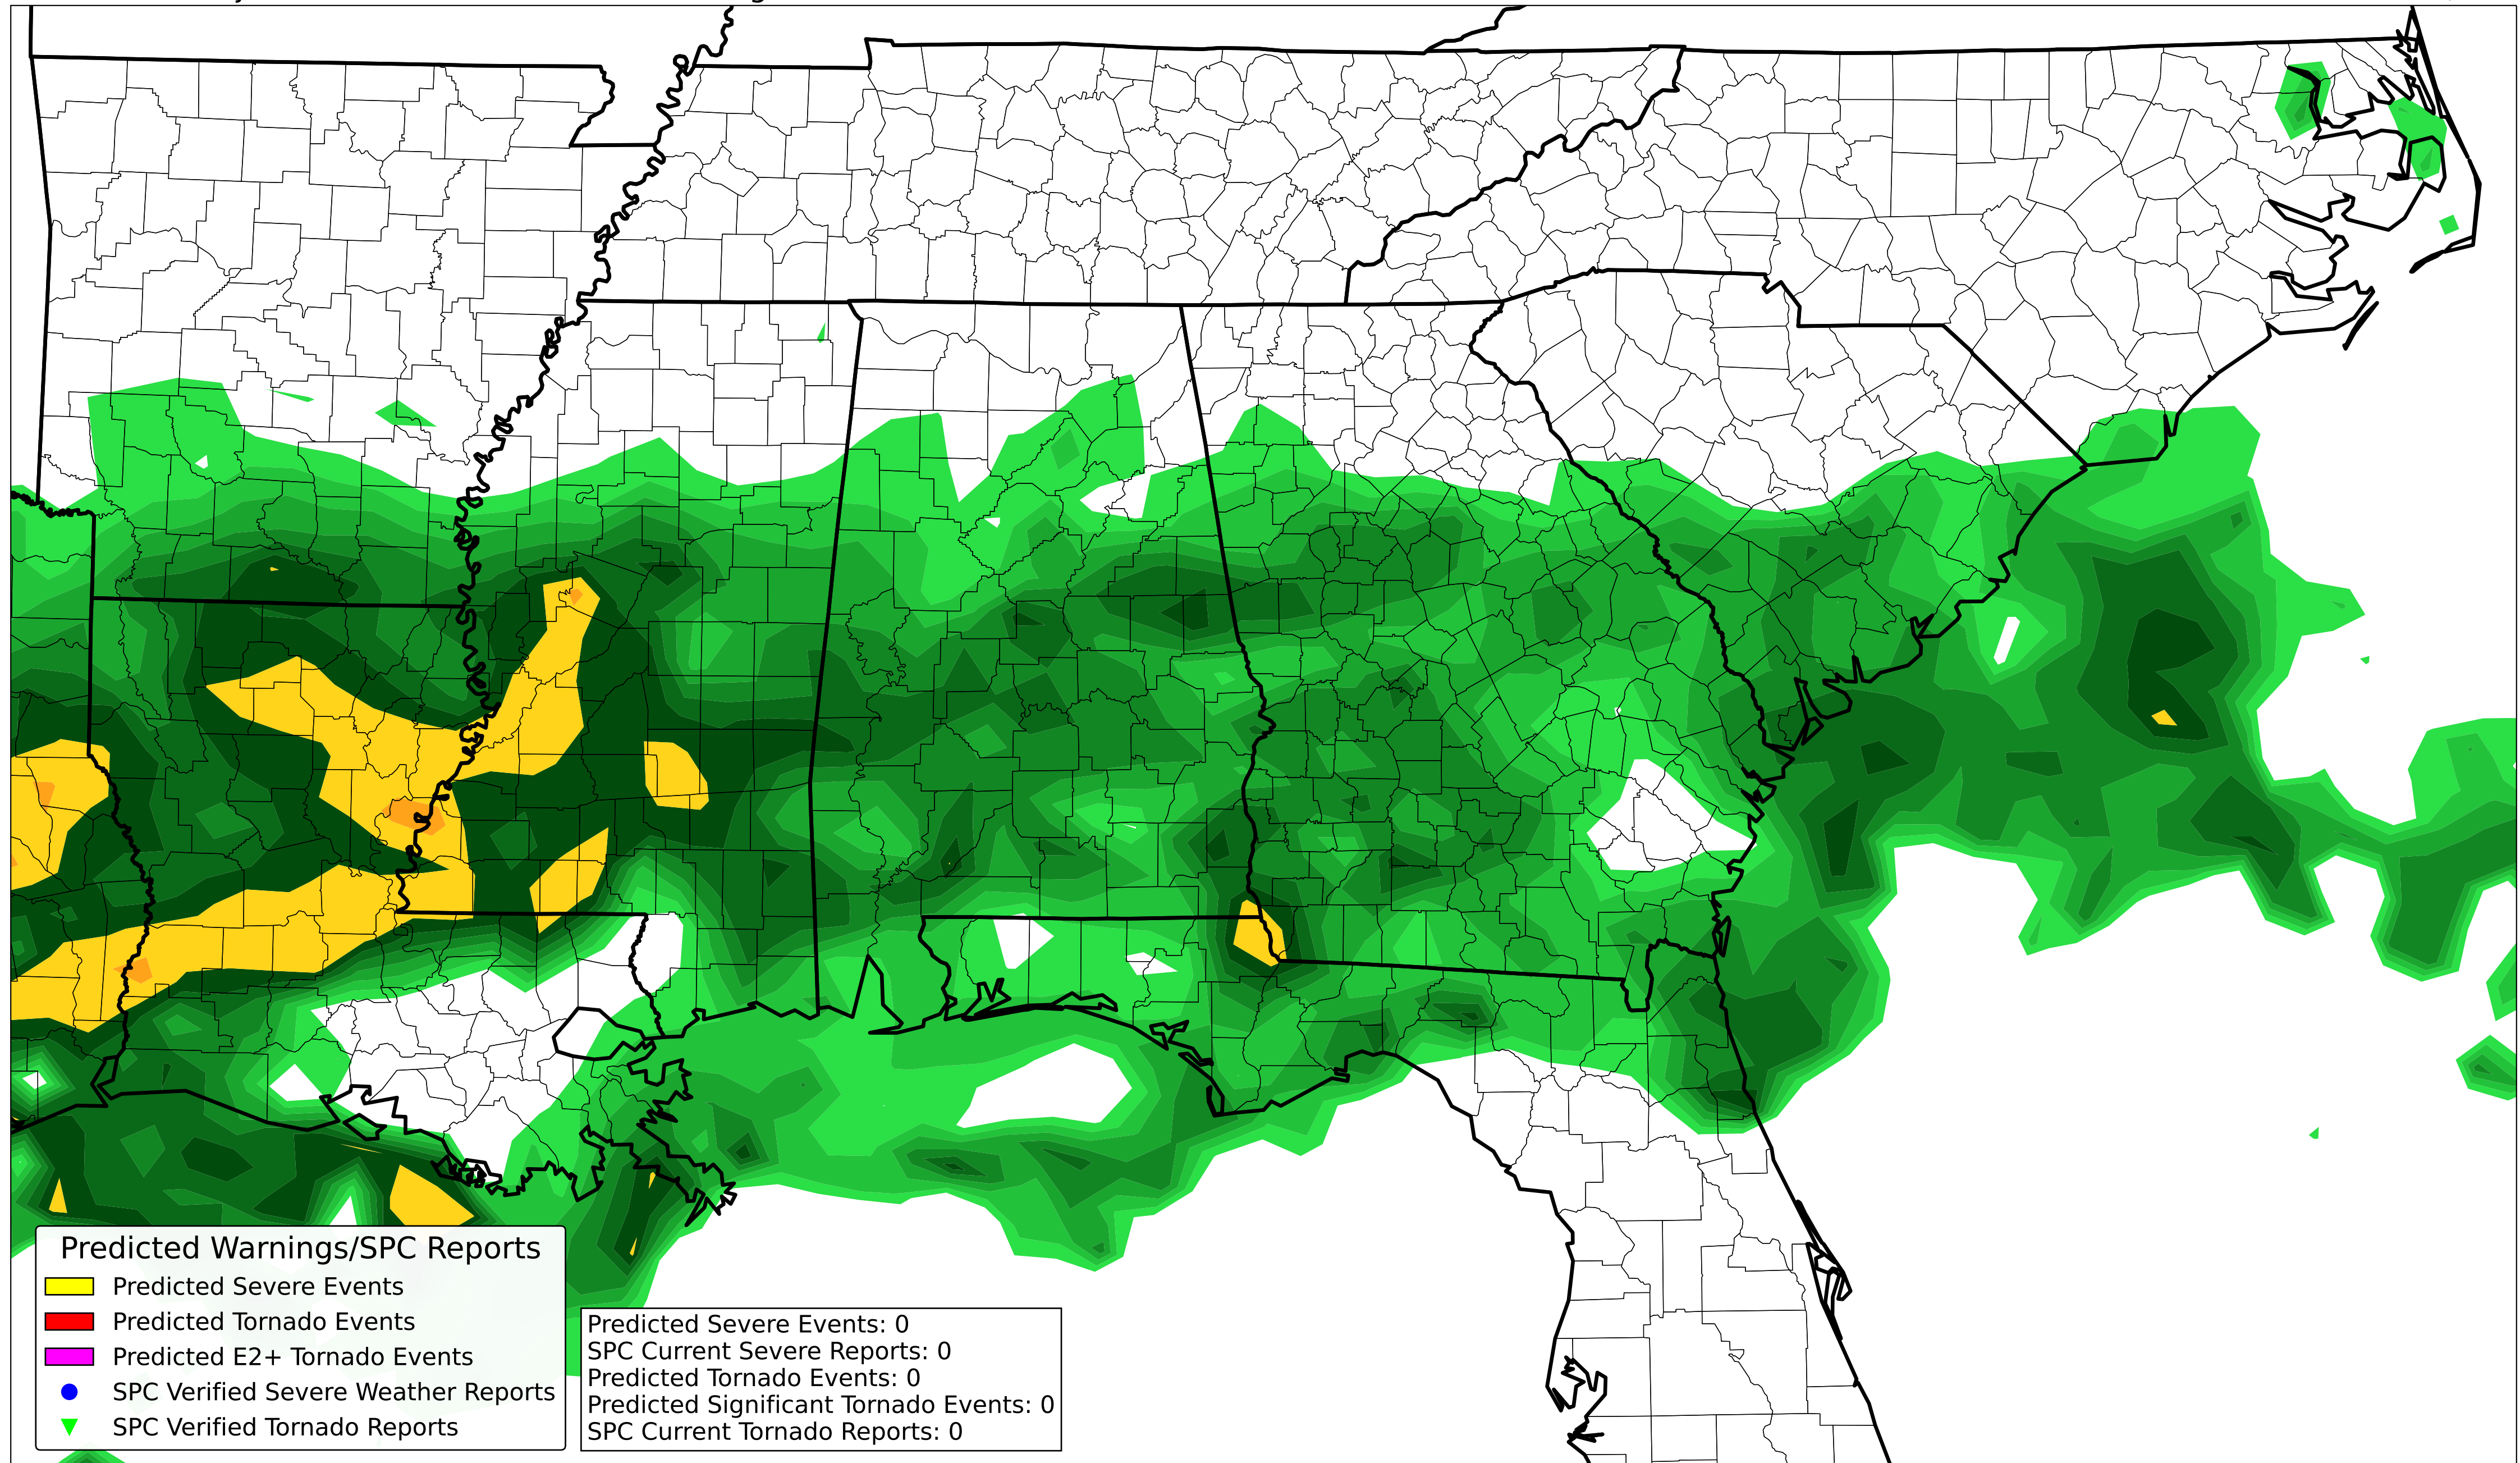 Predicted Warnings/SPC Reports
Predicted Severe Events
Predicted Tornado Events
Predicted E2+ Tornado Events
SPC Verified Severe Weather Reports
SPC Verified Tornado Reports
Predicted Severe Events: 0
SPC Current Severe Reports: 0
Predicted Tornado Events: 0
Predicted Significant Tornado Events: 0
SPC Current Tornado Reports: 0